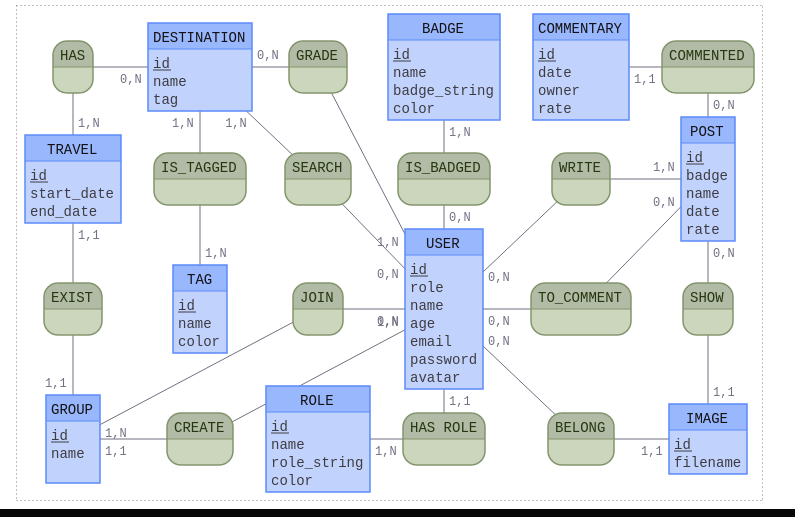 BADGE
id
name
badge_string
color
COMMENTARY
id
date
owner
rate
DESTINATION
id
name
tag
HAS
GRADE
COMMENTED
0,N
0,N
1,1
0,N
1,N
1,N
1,N
1,N
POST
id
badge
name
date
rate
TRAVEL
id
start_date
end_date
IS_TAGGED
SEARCH
IS_BADGED
WRITE
1,N
0,N
0,N
1,1
1,N
USER
id
role
name
age
email
password
avatar
1,N
0,N
0,N
0,N
TAG
id
name
color
EXIST
JOIN
TO_COMMENT
SHOW
0,N
0,N
1,1
1,1
GROUP
id
name
1,N
1,1
CREATE
ROLE
id
name
role_string
color
1,1
1,N
HAS ROLE
BELONG
1,1
IMAGE
id
filename